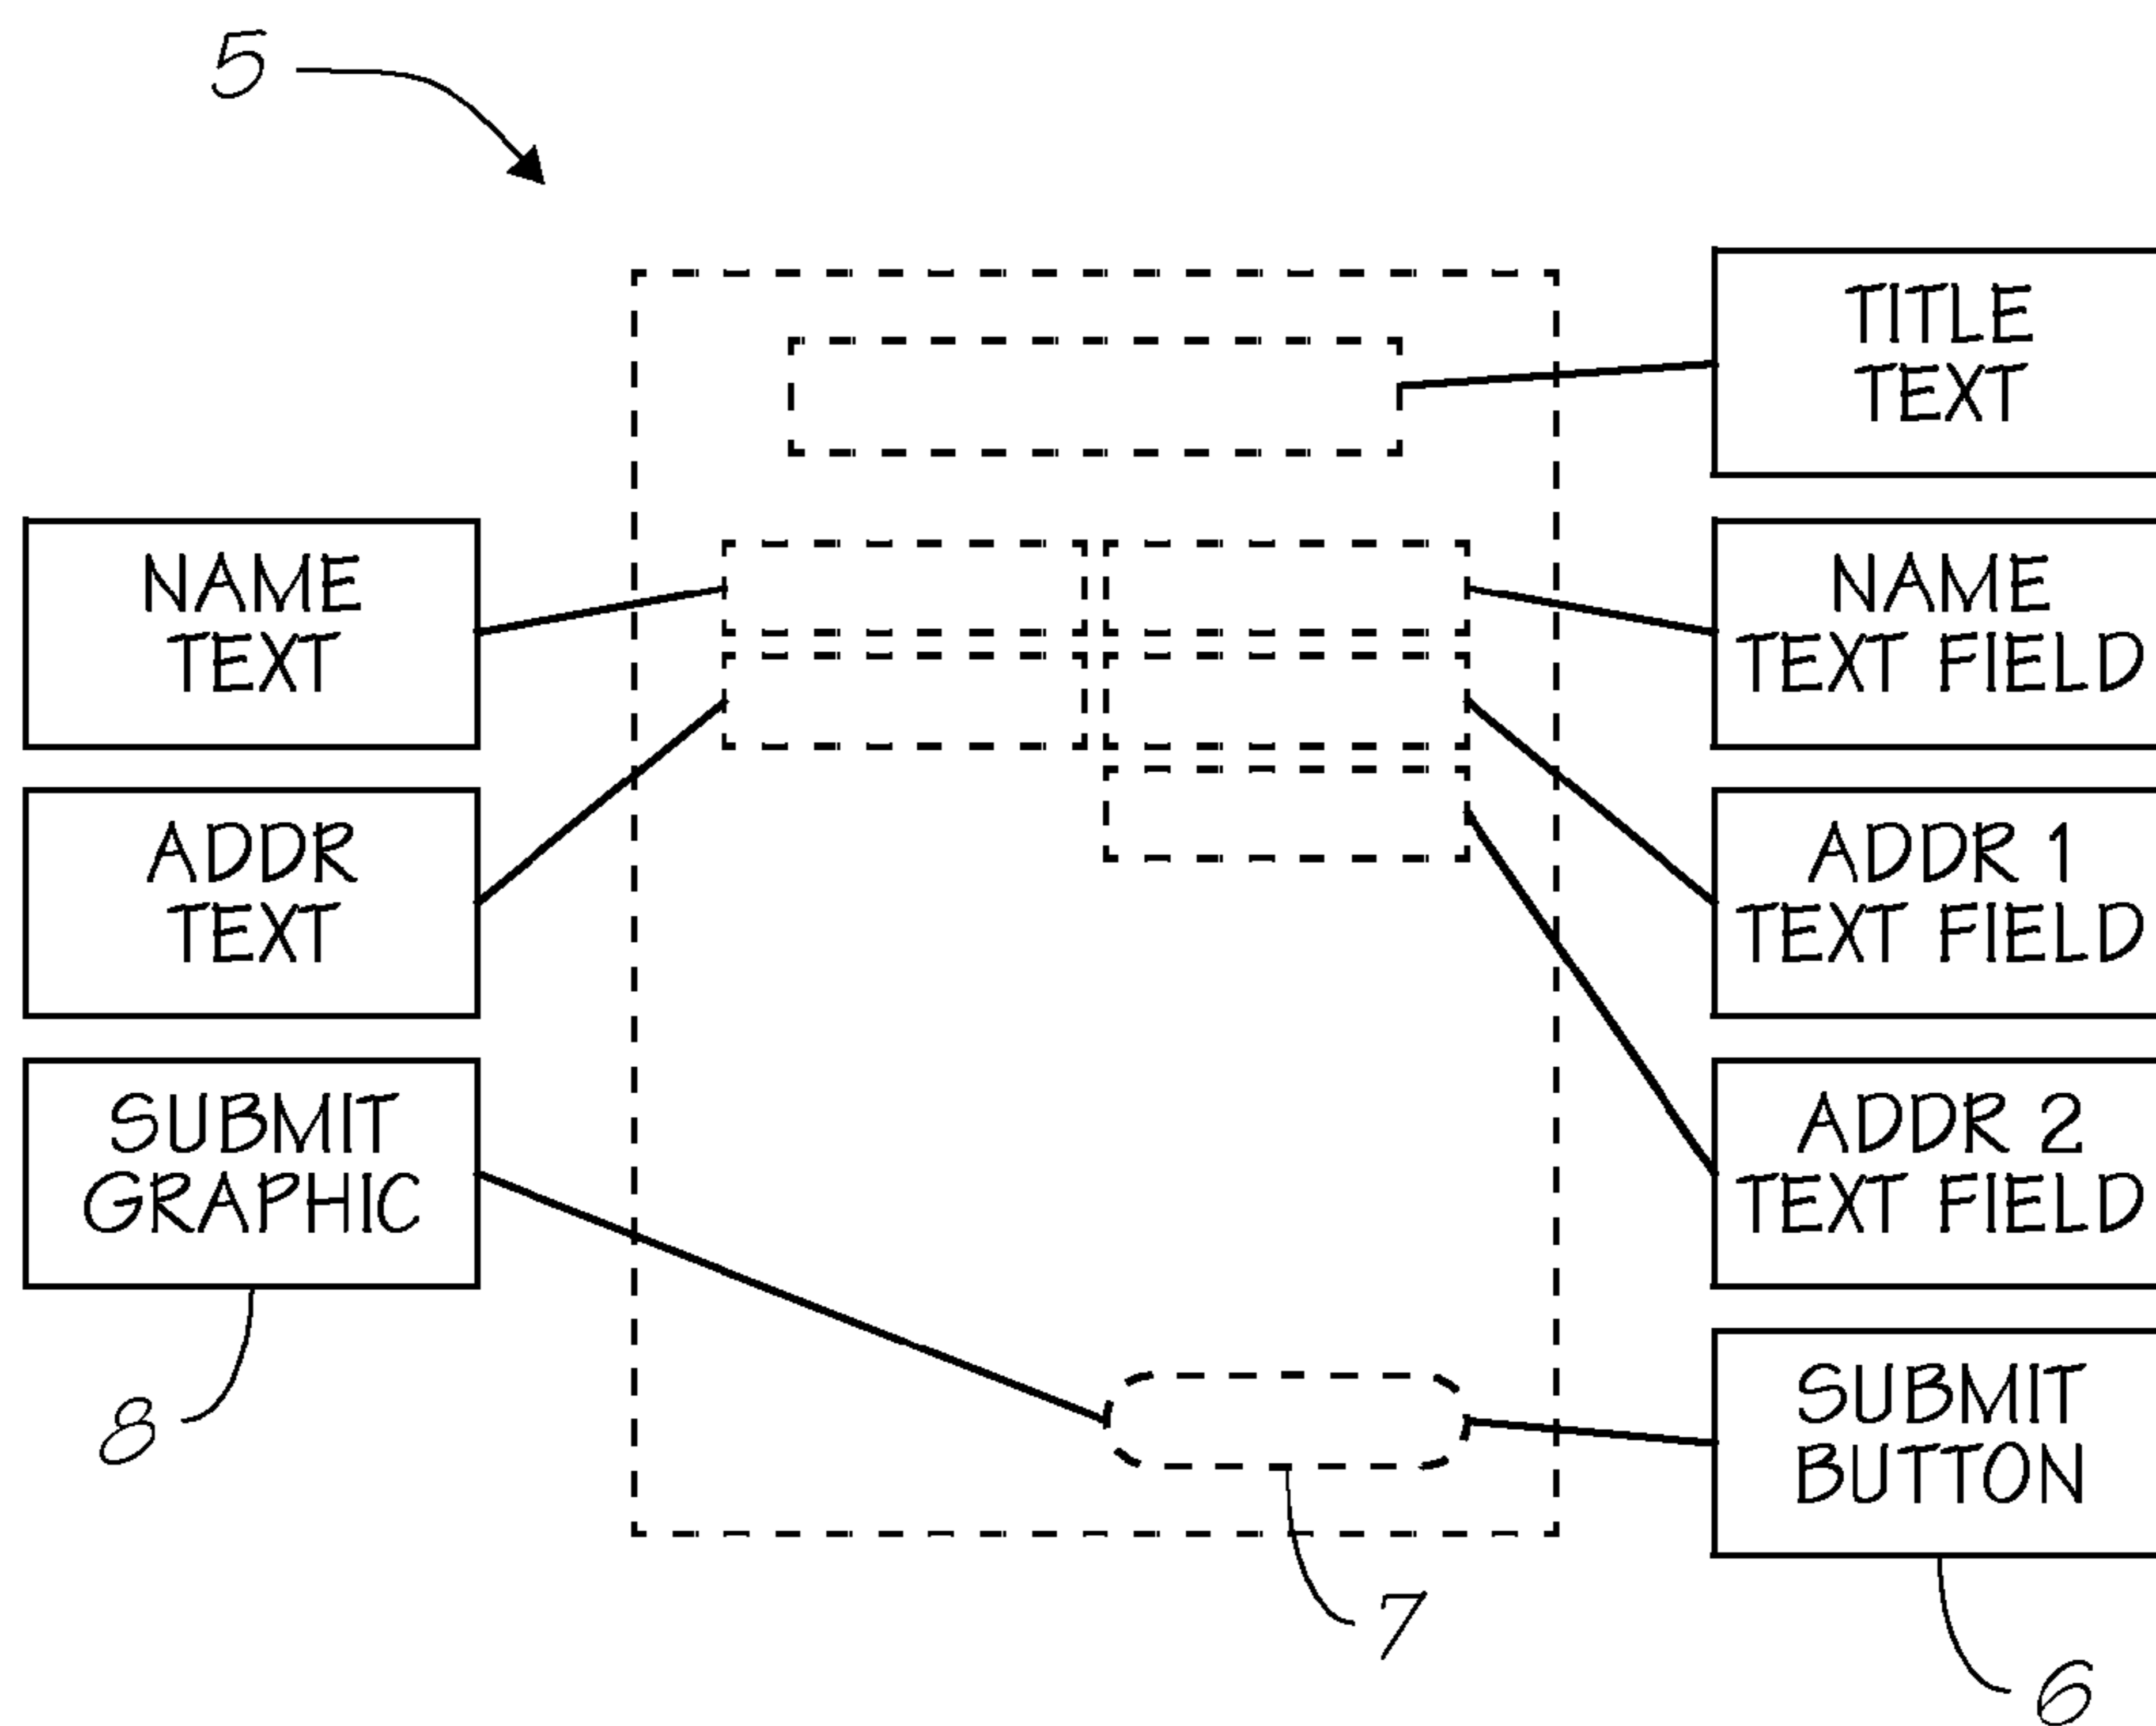 5
TITLE
TEXT
NAME
TEXT
NAME
TEXT FIELD
ADDR
TEXT
ADDR 1
TEXT FIELD
SUBMIT
GRAPHIC
ADDR 2
TEXT FIELD
SUBMIT
BUTTON
8
7
6